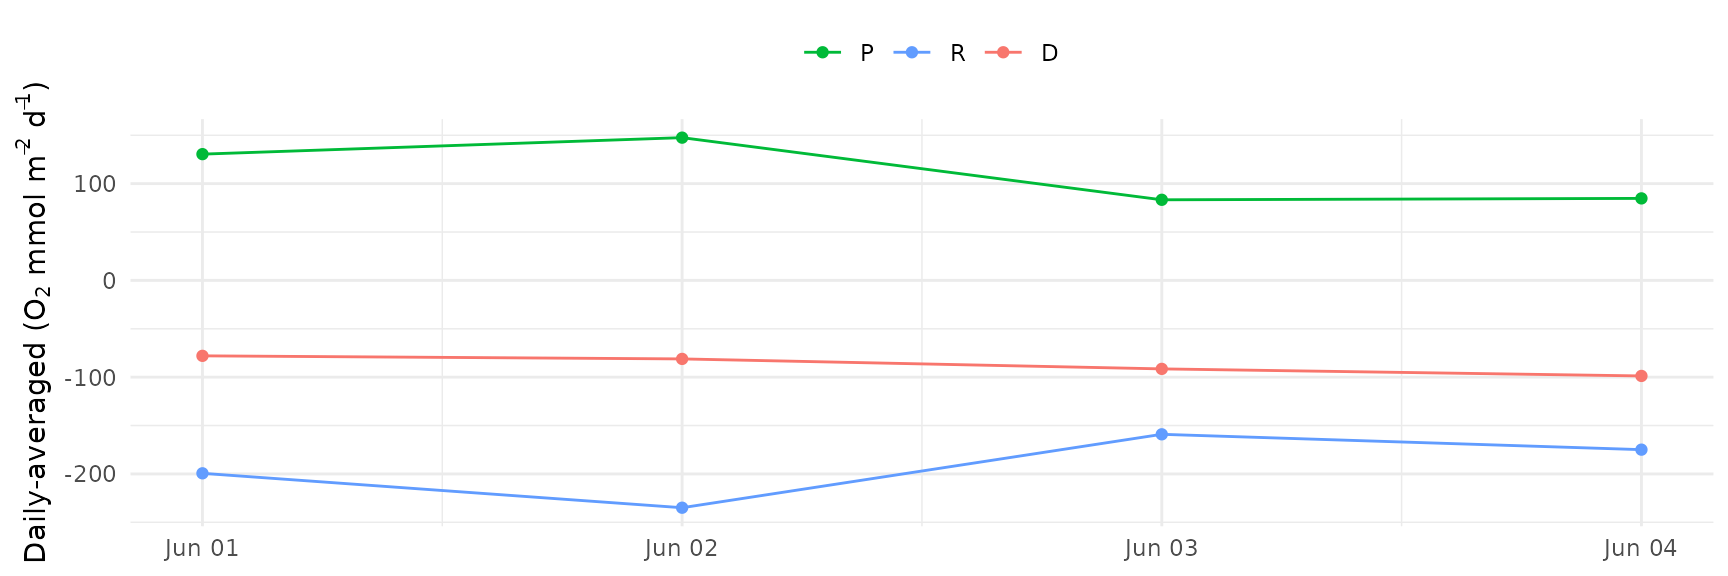 P R D
Daily-averaged (O₂ mmol m⁻² d⁻¹)
100
0
-100
-200
Jun 01 Jun 02 Jun 03 Jun 04